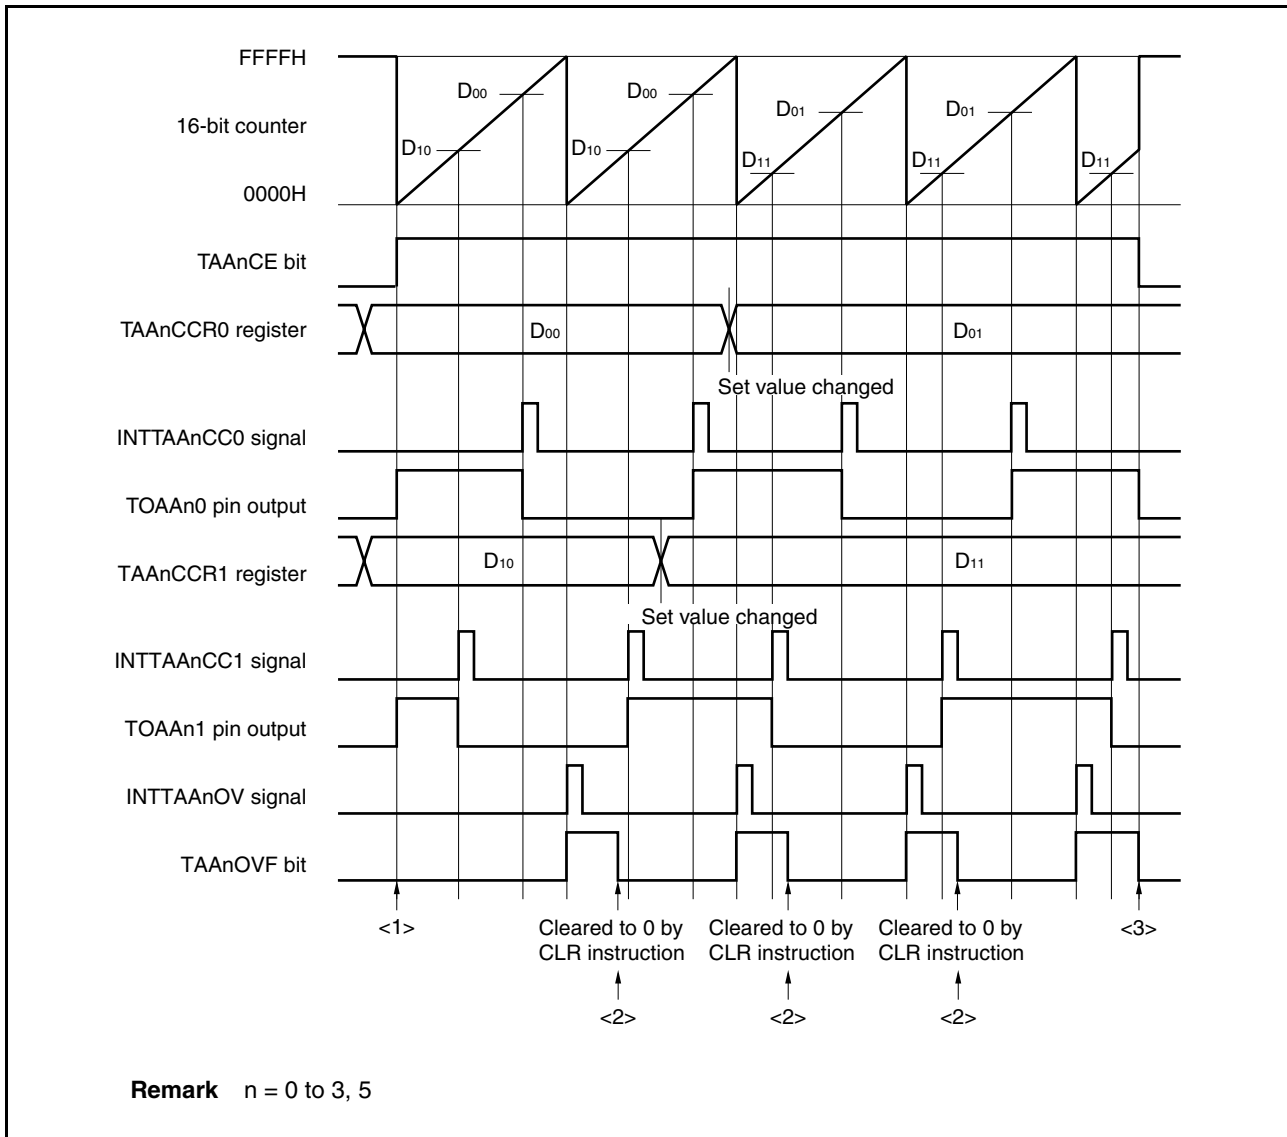 FFFFH
D00
D00
D01
D01
16-bit counter
D10
D10
D11
D11
D11
0000H
TAAnCE bit
TAAnCCR0 register
D00
D01
Set value changed
INTTAAnCC0 signal
TOAAn0 pin output
TAAnCCR1 register
D10
D11
Set value changed
INTTAAnCC1 signal
TOAAn1 pin output
INTTAAnOV signal
TAAnOVF bit
<1>
Cleared to 0 by
CLR instruction
Cleared to 0 by
CLR instruction
Cleared to 0 by
CLR instruction
<3>
<2>
<2>
<2>
Remark n = 0 to 3, 5